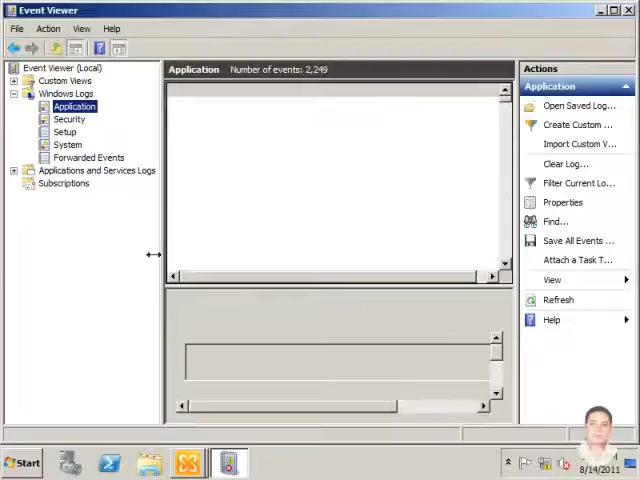 Event Viewer
File Action View Help
Event Viewer (Local)
Custom Views
Windows Logs
Application
Security
Setup
System
Forwarded Events
Applications and Services Logs
Subscriptions
Application Number of events: 2,249
Actions
Application
Open Saved Log...
Create Custom ...
Import Custom V...
Clear Log...
Filter Current Lo...
Properties
Find...
Save All Events ...
Attach a Task T...
View
Refresh
Help
Start
8/14/2011